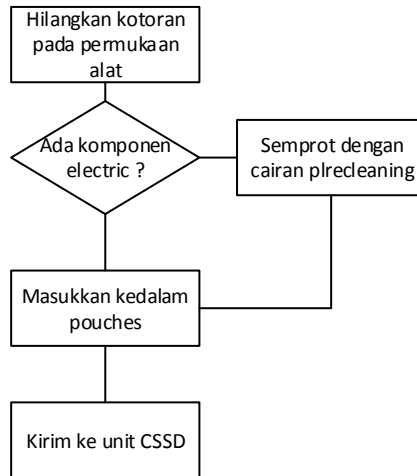 Hilangkan kotoran
pada permukaan
alat
Ada komponen
electric ?
Semprot dengan
cairan plrecleaning
Masukkan kedalam
pouches
Kirim ke unit CSSD